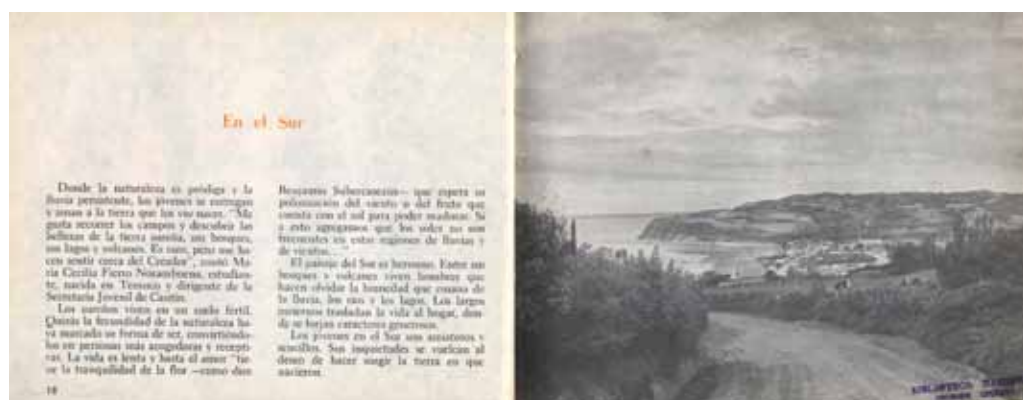 En el Sur
Donde la naturaleza es pródiga y la
lluvia persistente, los jóvenes se entregan
y aman a la tierra que los vio nacer. "Me
gusta recorrer los campos y descubrir las
bellezas de la tierra sureña, sus bosques,
sus lagos y volcanes. Es raro, pero me ha-
cen sentir cerca del Creador", contó Ma-
ría Cecilia Fierro Notamboena, estudian-
te, nacida en Temuco y dirigente de la
Secretaría Juvenil de Cautín.
Los sureños viven en un suelo fértil.
Quizás la fecundidad de la naturaleza ha-
ya marcado su forma de ser, convirtiéndo-
los en personas más acogedoras y recepti-
vas. La vida es lenta y hasta el amor "tie-
ne la tranquilidad de la flor —como dice
18
Benjamín Subercaseaux— que espera su
polinización del viento o del fruto que
cuenta con el sol para poder madurar. Si
a esto agregamos que los soles no son
frecuentes en estas regiones de lluvias y
de vientos...
El paisaje del Sur es hermoso. Entre sus
bosques y volcanes viven hombres que
hacen olvidar la humedad que emana de
la lluvia, los ríos y los lagos. Los largos
inviernos trasladan la vida al hogar, don-
de se forjan caracteres generosos.
Los jóvenes en el Sur son amistosos y
sencillos. Sus inquietudes se vuelcan al
deseo de hacer surgir la tierra en que
nacieron.
BIBLIOTECA